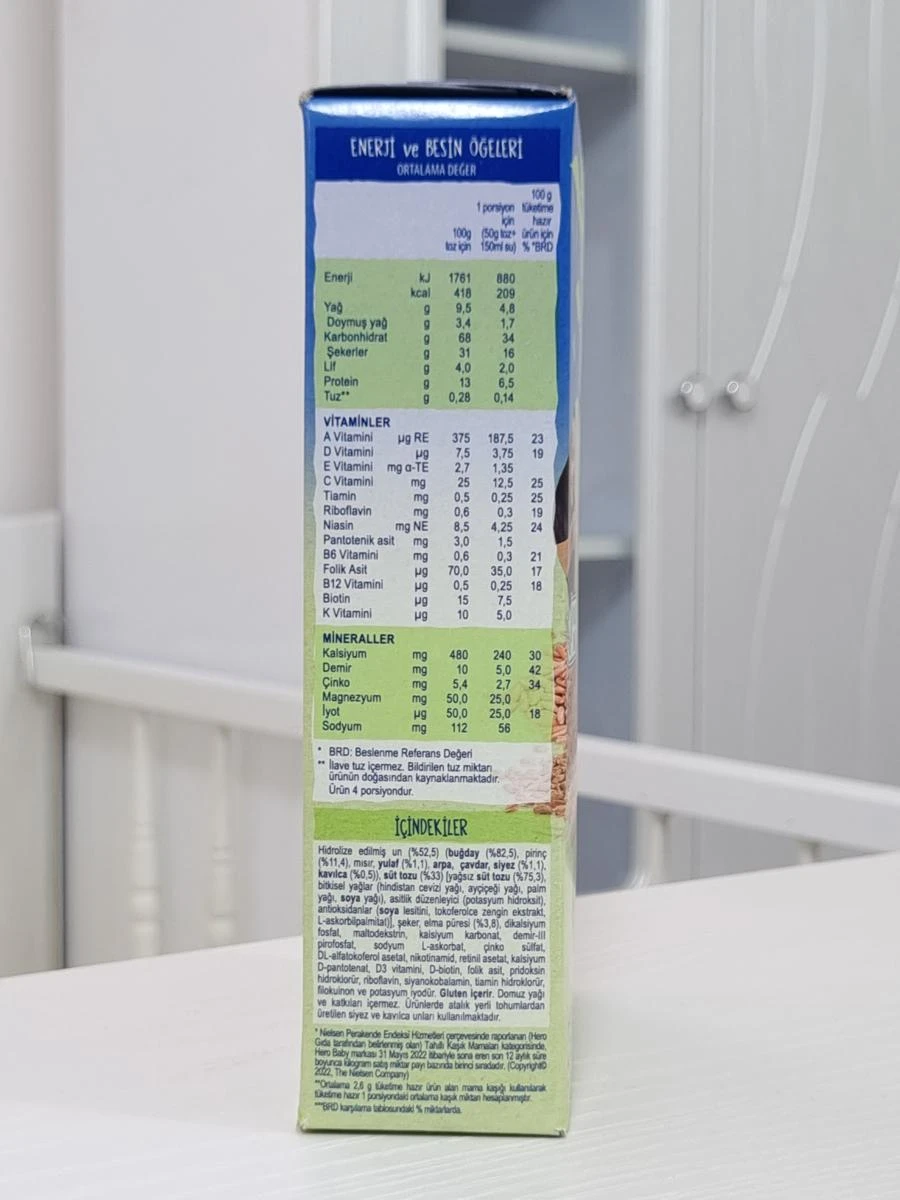 ENERJİ ve BESİN ÖĞELERİ
ORTALAMA DEĞER
100 g
1 porsiyon tüketime
için hazır
100g (50g toz+ ürün için
toz için 150ml su) % *BRD
Enerji kJ 1761 880
kcal 418 209
Yağ g 9,5 4,8
Doymuş yağ g 3,4 1,7
Karbonhidrat g 68 34
Şekerler g 31 16
Lif g 4,0 2,0
Protein g 13 6,5
Tuz** g 0,28 0,14
VİTAMİNLER
A Vitamini µg RE 375 187,5 23
D Vitamini µg 7,5 3,75 19
E Vitamini mg α-TE 2,7 1,35
C Vitamini mg 25 12,5 25
Tiamin mg 0,5 0,25 25
Riboflavin mg 0,6 0,3 19
Niasin mg NE 8,5 4,25 24
Pantotenik asit mg 3,0 1,5
B6 Vitamini mg 0,6 0,3 21
Folik Asit µg 70,0 35,0 17
B12 Vitamini µg 0,5 0,25 18
Biotin µg 15 7,5
K Vitamini µg 10 5,0
MİNERALLER
Kalsiyum mg 480 240 30
Demir mg 10 5,0 42
Çinko mg 5,4 2,7 34
Magnezyum mg 50,0 25,0
İyot µg 50,0 25,0 18
Sodyum mg 112 56
* BRD: Beslenme Referans Değeri
** İlave tuz içermez. Bildirilen tuz miktarı
ürünün doğasından kaynaklanmaktadır.
Ürün 4 porsiyondur.
İÇİNDEKİLER
Hidrolize edilmiş un (%52,5) (buğday (%82,5), pirinç
(%11,4), mısır, yulaf (%1,1), arpa, çavdar, siyez (%1,1),
kavılca (%0,5)), süt tozu (%33) [yağsız süt tozu (%75,3),
bitkisel yağlar (hindistan cevizi yağı, ayçiçeği yağı, palm
yağı, soya yağı), asitlik düzenleyici (potasyum hidroksit),
antioksidanlar (soya lesitini, tokoferolce zengin ekstrakt,
L-askorbilpalmitat)], şeker, elma püresi (%3,8), dikalsiyum
fosfat, maltodekstrin, kalsiyum karbonat, demir-III
pirofosfat, sodyum L-askorbat, çinko sülfat,
DL-alfatokoferol asetat, nikotinamid, retinil asetat, kalsiyum
D-pantotenat, D3 vitamini, D-biotin, folik asit, pridoksin
hidroklorür, riboflavin, siyanokobalamin, tiamin hidroklorür,
filokuinon ve potasyum iyodür. Gluten içerir. Domuz yağı
ve katkıları içermez. Ürünlerde atalık yerli tohumlardan
üretilen siyez ve kavılca unları kullanılmaktadır.
* Nielsen Perakende Endeksi Hizmetleri çerçevesinde raporlanan (Hero
Gıda tarafından belirlenmiş olan) Tahıllı Kaşık Mamaları kategorisinde,
Hero Baby markası 31 Mayıs 2022 itibariyle sona eren son 12 aylık süre
boyunca kilogram satış miktar payı bazında birinci sıradadır. (Copyright©
2022, The Nielsen Company)
**Ortalama 2,6 g tüketime hazır ürün alan mama kaşığı kullanılarak
tüketime hazır 1 porsiyondaki ortalama kaşık miktarı hesaplanmıştır.
***BRD karşılama tablosundaki % miktarlarda.